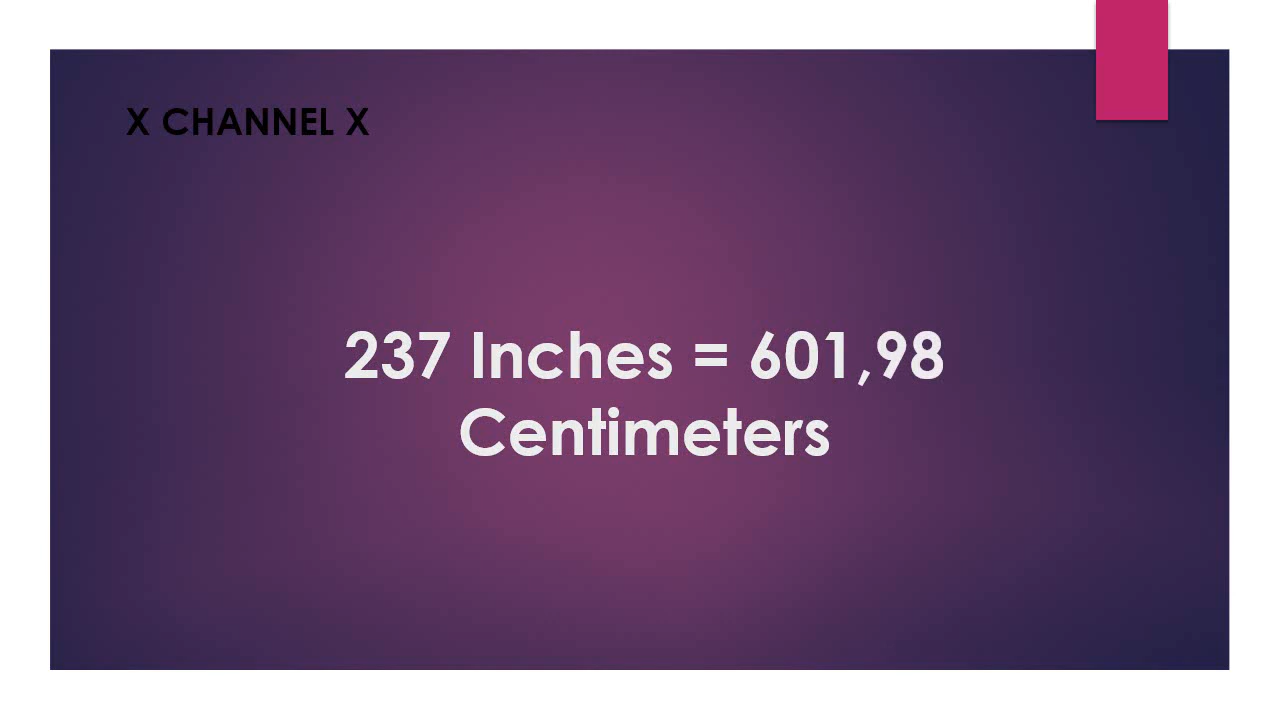 X CHANNEL X
237 Inches = 601,98
Centimeters